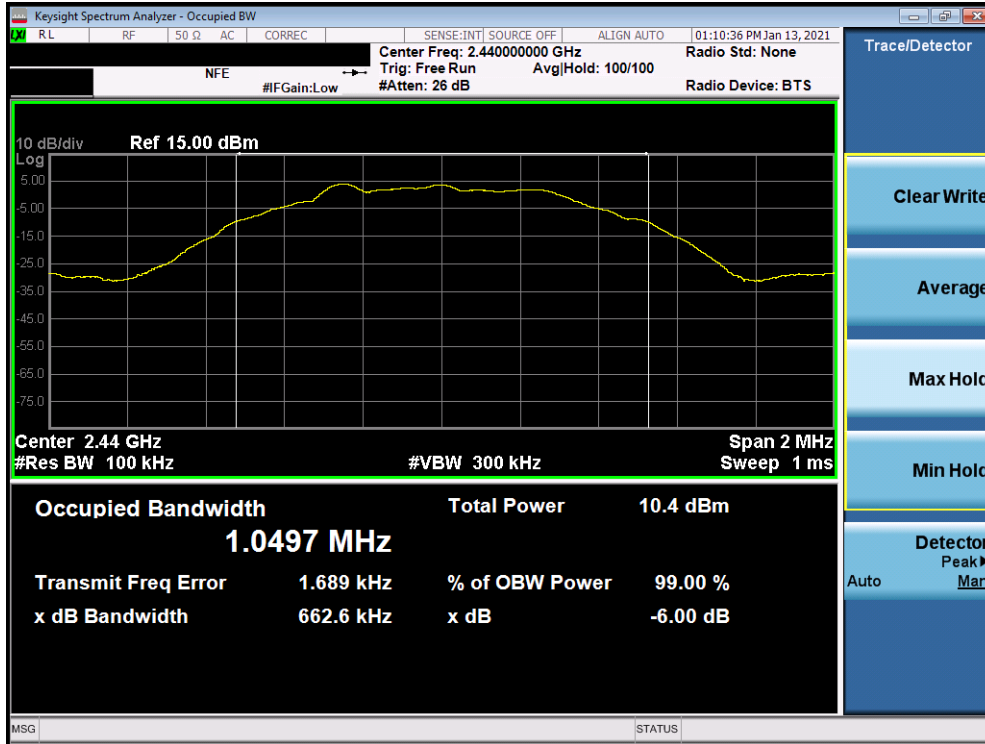 Keysight Spectrum Analyzer - Occupied BW
LXI RL RF 50 Ω AC CORREC SENSE:INT SOURCE OFF ALIGN AUTO 01:10:36 PM Jan 13, 2021
Center Freq: 2.440000000 GHz Radio Std: None
NFE Trig: Free Run Avg|Hold: 100/100
#IFGain:Low #Atten: 26 dB Radio Device: BTS
10 dB/div Ref 15.00 dBm
Log
5.00
-5.00
-15.0
-25.0
-35.0
-45.0
-55.0
-65.0
-75.0
Center 2.44 GHz Span 2 MHz
#Res BW 100 kHz #VBW 300 kHz Sweep 1 ms
Occupied Bandwidth Total Power 10.4 dBm
1.0497 MHz
Transmit Freq Error 1.689 kHz % of OBW Power 99.00 %
x dB Bandwidth 662.6 kHz x dB -6.00 dB
MSG STATUS
Trace/Detector
Clear Write
Average
Max Hold
Min Hold
Detector
Peak
Auto Man